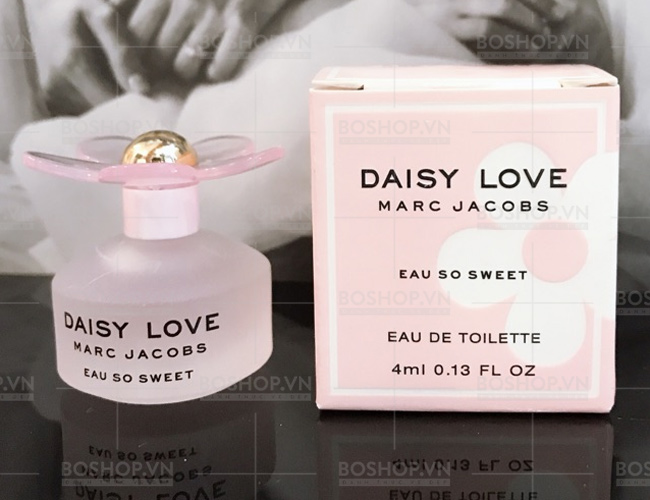 DAISY LOVE
MARC JACOBS
EAU SO SWEET
DAISY LOVE
MARC JACOBS
EAU SO SWEET
EAU DE TOILETTE
4ml 0.13 FL OZ
BOSHOP.VN